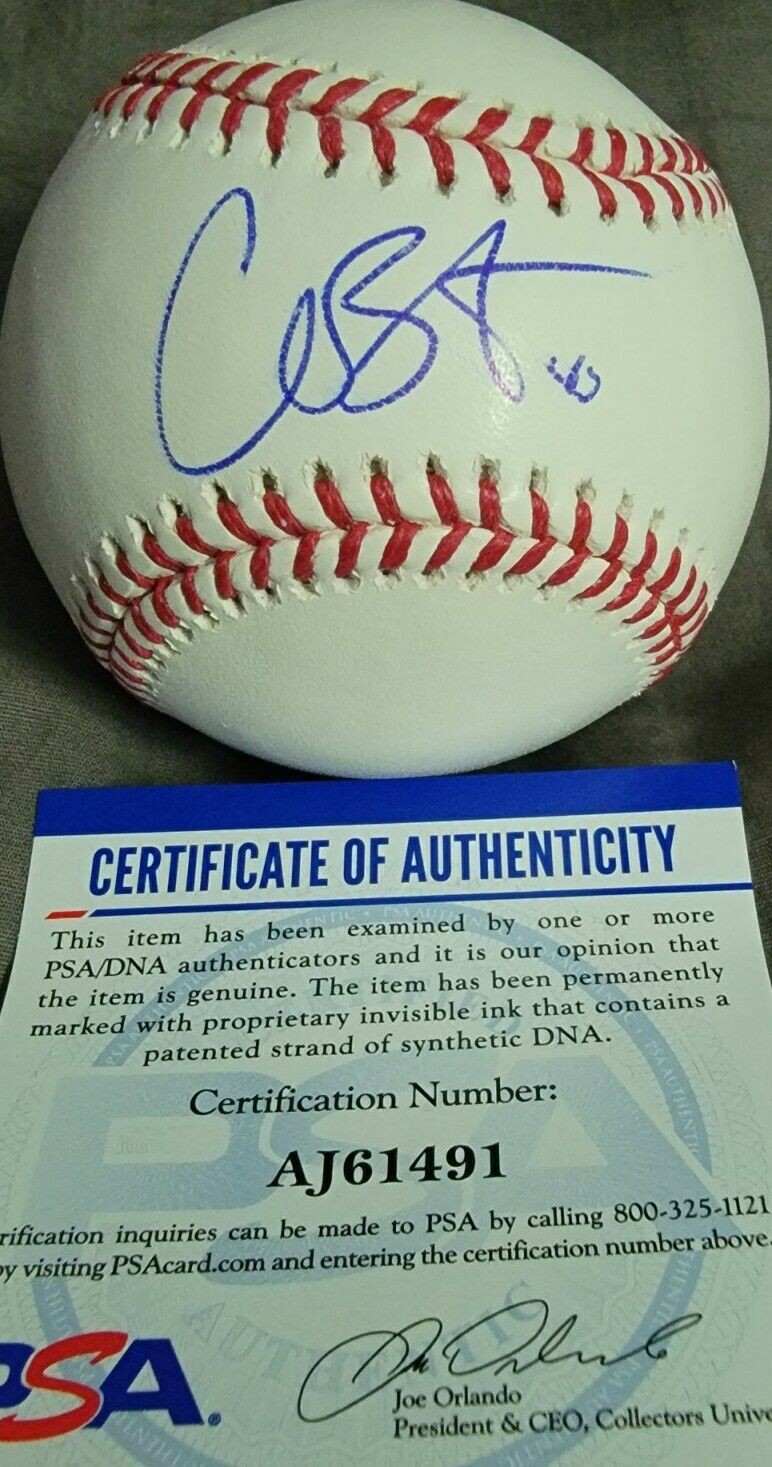 CERTIFICATE OF AUTHENTICITY
This item has been examined by one or more
PSA/DNA authenticators and it is our opinion that
the item is genuine. The item has been permanently
marked with proprietary invisible ink that contains a
patented strand of synthetic DNA.
Certification Number:
AJ61491
rification inquiries can be made to PSA by calling 800-325-1121
by visiting PSAcard.com and entering the certification number above.
PSA
Joe Orlando
President & CEO, Collectors Unive